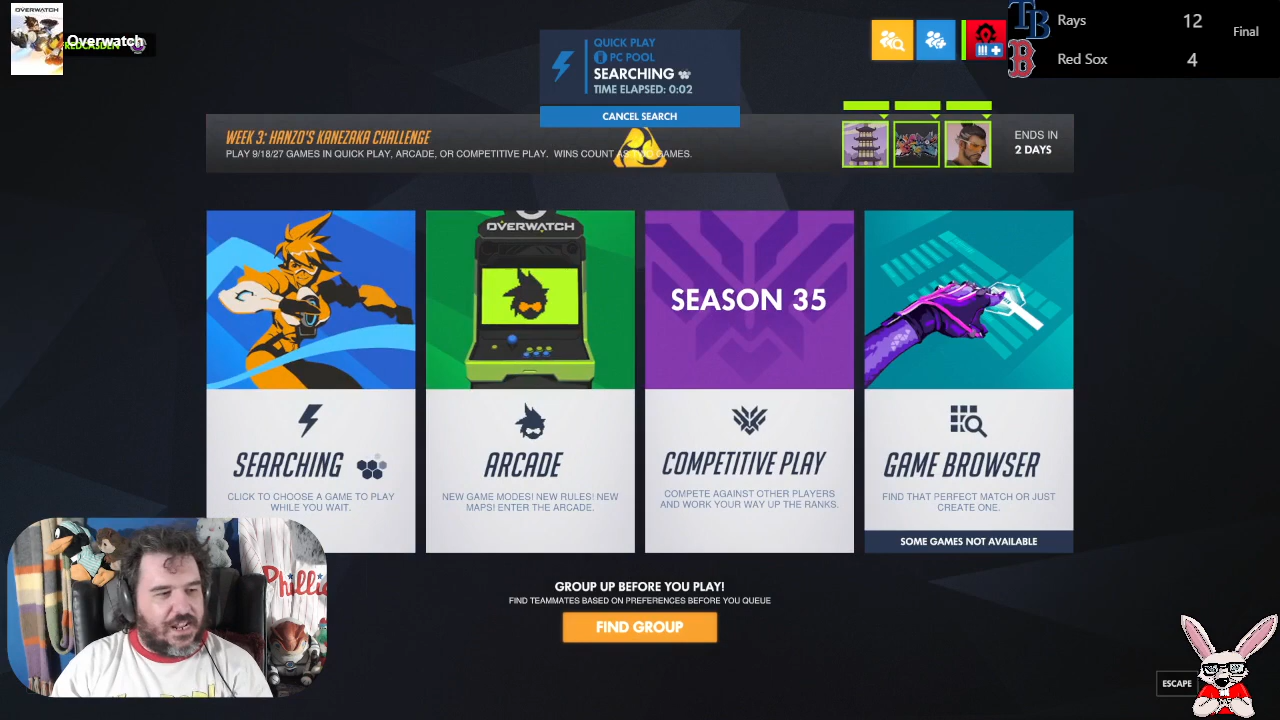 OVERWATCH
Overwatch
QUICK PLAY
PC POOL
SEARCHING
TIME ELAPSED: 0:02
CANCEL SEARCH
Rays 12
Red Sox 4
Final
WEEK 3: HANZO'S KANEZAKA CHALLENGE
PLAY 9/18/27 GAMES IN QUICK PLAY, ARCADE, OR COMPETITIVE PLAY. WINS COUNT AS TWO GAMES.
ENDS IN
2 DAYS
OVERWATCH
SEASON 35
SEARCHING
CLICK TO CHOOSE A GAME TO PLAY
WHILE YOU WAIT.
ARCADE
NEW GAME MODES! NEW RULES! NEW
MAPS! ENTER THE ARCADE.
COMPETITIVE PLAY
COMPETE AGAINST OTHER PLAYERS
AND WORK YOUR WAY UP THE RANKS.
GAME BROWSER
FIND THAT PERFECT MATCH OR JUST
CREATE ONE.
SOME GAMES NOT AVAILABLE
Phillies
GROUP UP BEFORE YOU PLAY!
FIND TEAMMATES BASED ON PREFERENCES BEFORE YOU QUEUE
FIND GROUP
ESCAPE